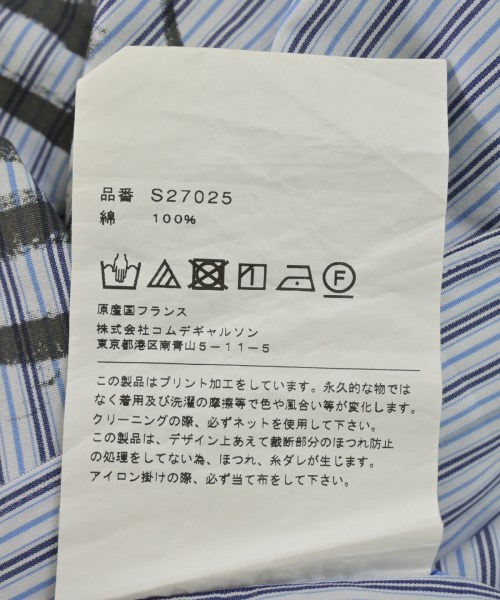 品番 S27025
綿 100%
F
原産国フランス
株式会社コムデギャルソン
東京都港区南青山5-11-5
この製品はプリント加工をしています。永久的な物では
なく着用及び洗濯の摩擦等で色や風合い等が変化します。
クリーニングの際、必ずネットを使用して下さい。
この製品は、デザイン上あえて裁断部分のほつれ防止
の処理をしてない為、ほつれ、糸ダレが生じます。
アイロン掛けの際、必ず当て布をして下さい。